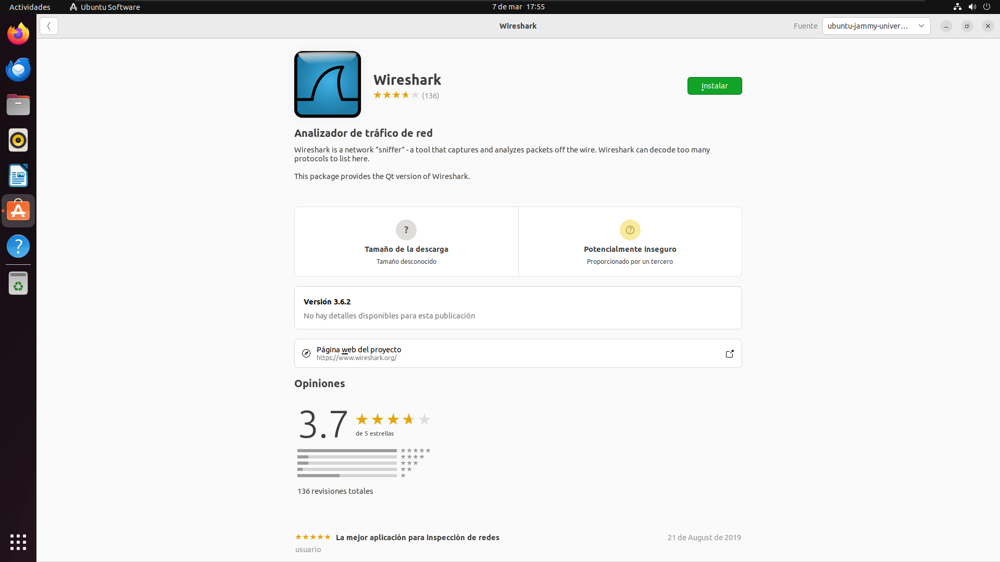 Actividades
Ubuntu Software
7 de mar 17:55
Wireshark
Fuente
ubuntu-jammy-univer...
Wireshark
(136)
Instalar
Analizador de tráfico de red
Wireshark is a network "sniffer" - a tool that captures and analyzes packets off the wire. Wireshark can decode too many
protocols to list here.
This package provides the Qt version of Wireshark.
?
?
Tamaño de la descarga
Potencialmente inseguro
Tamaño desconocido
Proporcionado por un tercero
Versión 3.6.2
No hay detalles disponibles para esta publicación
Página web del proyecto
https://www.wireshark.org/
Opiniones
3.7
de 5 estrellas
136 revisiones totales
La mejor aplicación para inspección de redes
21 de August de 2019
usuario